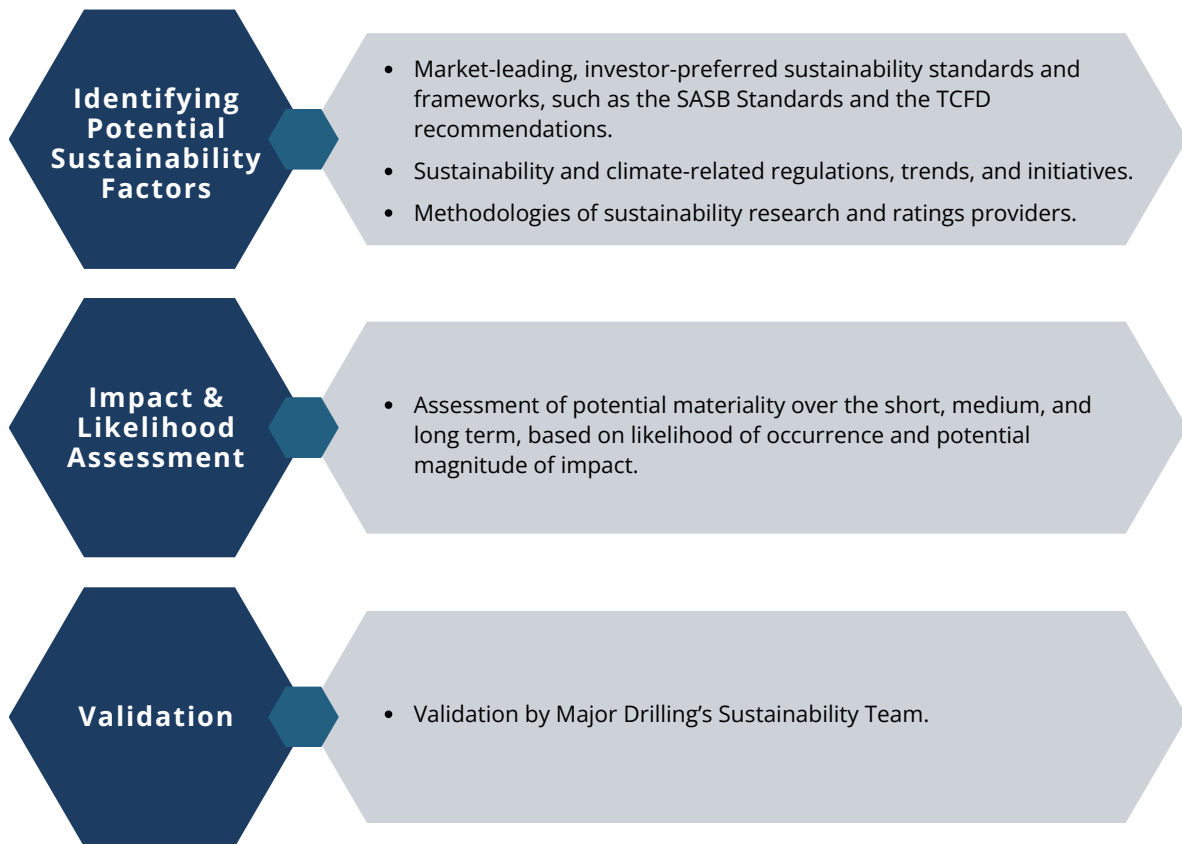 Identifying
Potential
Sustainability
Factors
• Market-leading, investor-preferred sustainability standards and
frameworks, such as the SASB Standards and the TCFD
recommendations.
• Sustainability and climate-related regulations, trends, and initiatives.
• Methodologies of sustainability research and ratings providers.
Impact &
Likelihood
Assessment
• Assessment of potential materiality over the short, medium, and
long term, based on likelihood of occurrence and potential
magnitude of impact.
Validation
• Validation by Major Drilling’s Sustainability Team.